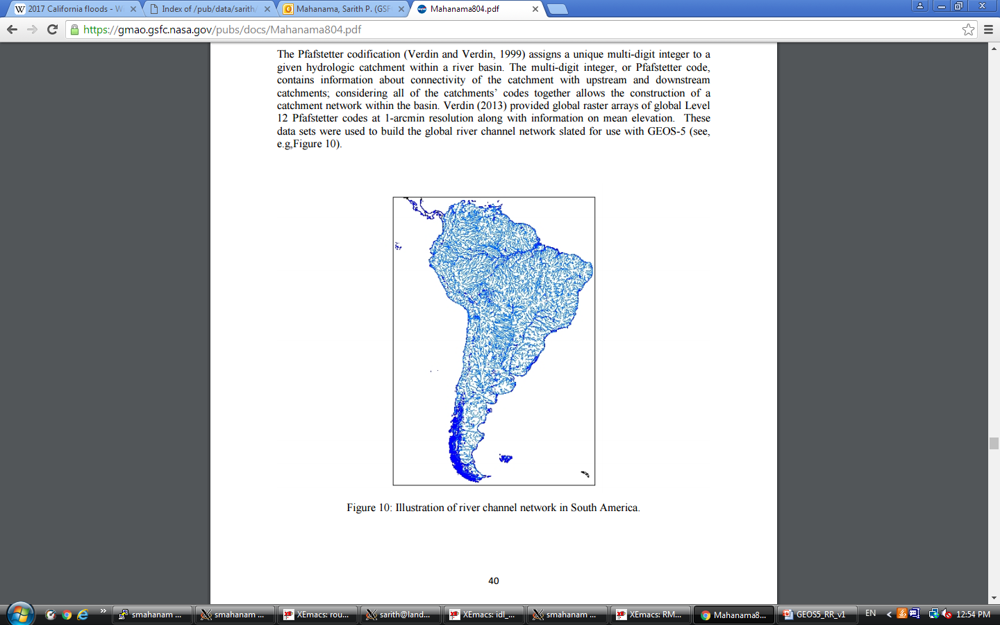 2017 California floods - W
Index of /pub/data/sarith/
Mahanama, Sarith P. (GSF
Mahanama804.pdf
https://gmao.gsfc.nasa.gov/pubs/docs/Mahanama804.pdf
The Pfafstetter codification (Verdin and Verdin, 1999) assigns a unique multi-digit integer to a
given hydrologic catchment within a river basin. The multi-digit integer, or Pfafstetter code,
contains information about connectivity of the catchment with upstream and downstream
catchments; considering all of the catchments’ codes together allows the construction of a
catchment network within the basin. Verdin (2013) provided global raster arrays of global Level
12 Pfafstetter codes at 1-arcmin resolution along with information on mean elevation. These
data sets were used to build the global river channel network slated for use with GEOS-5 (see,
e.g,Figure 10).
Figure 10: Illustration of river channel network in South America.
40
smahanam ...
smahanam ...
XEmacs: rou...
sarith@land...
XEmacs: idl_...
smahanam ...
XEmacs: RM...
Mahanama8...
GEOS5_RR_v1
EN
12:54 PM